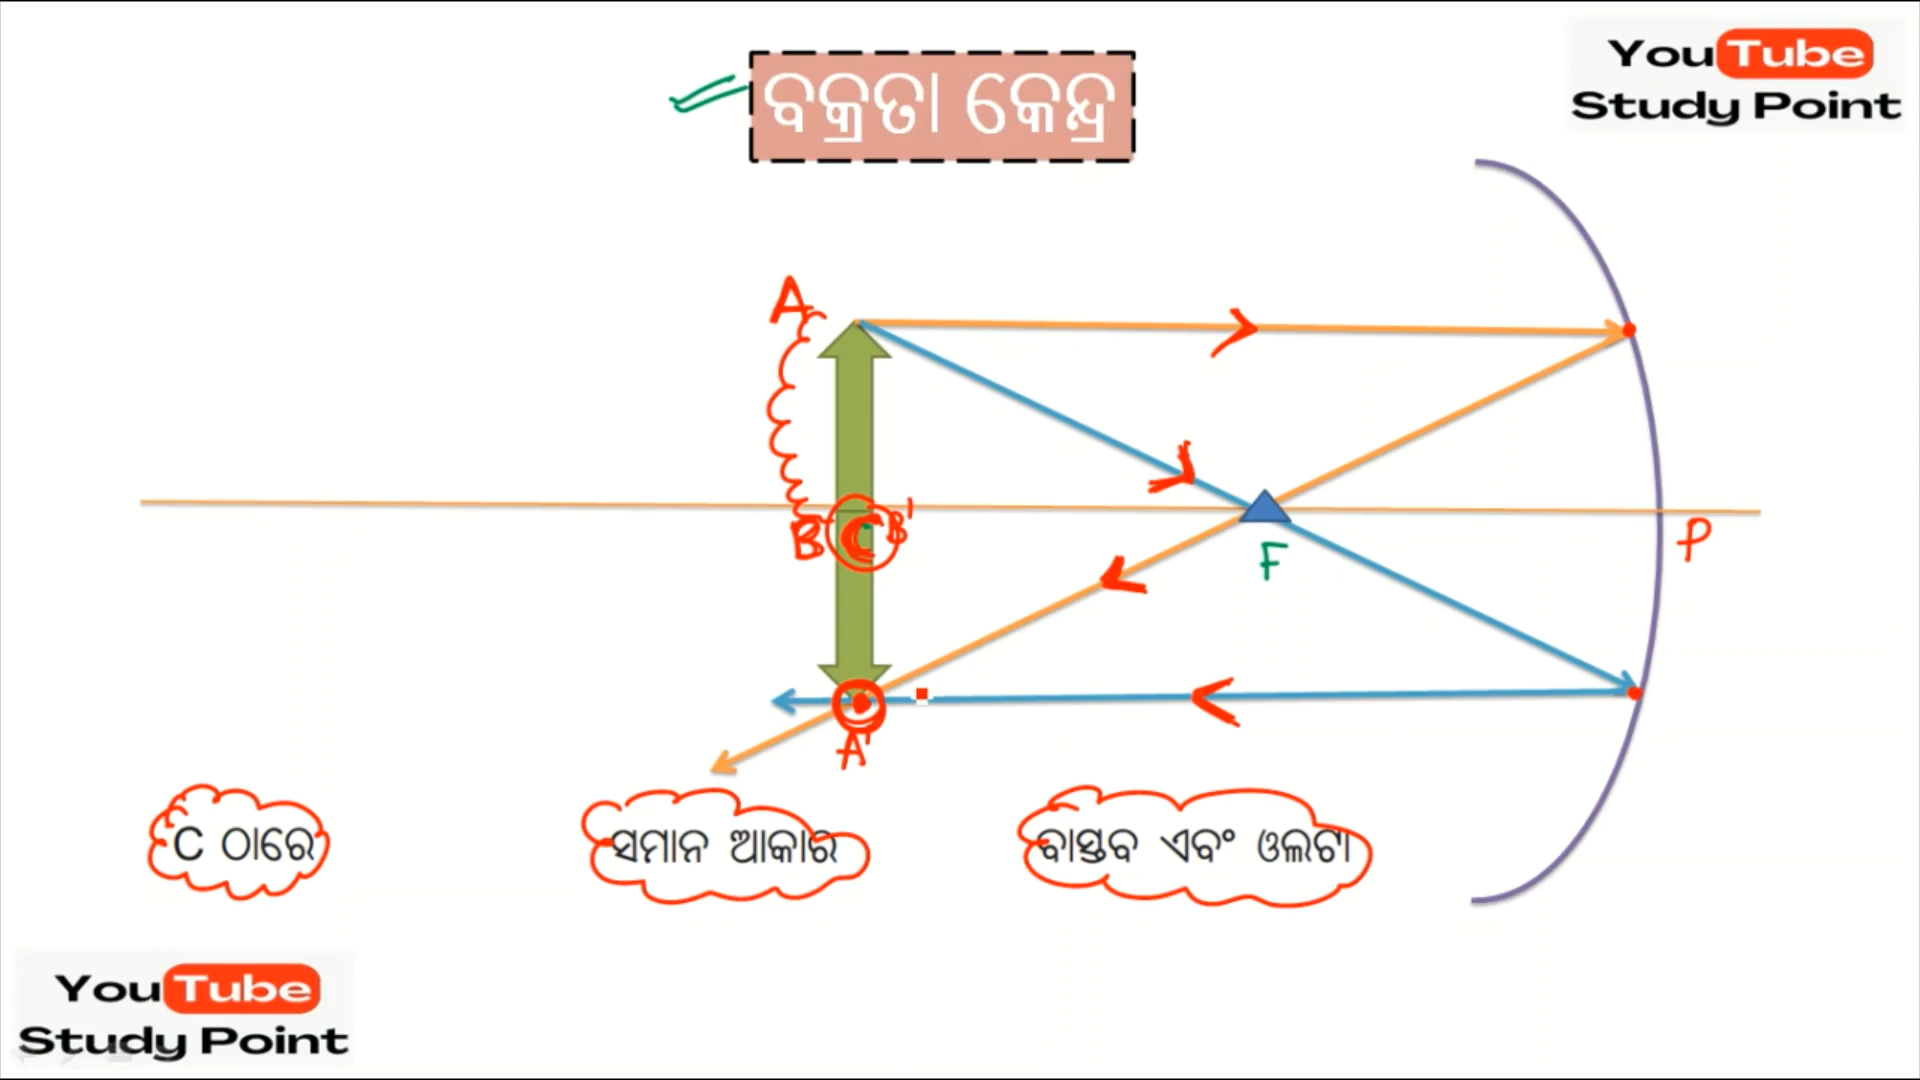 ବକ୍ରତା କେନ୍ଦ୍ର
YouTube
Study Point
A
B
C
B'
F
P
A'
C ଠାରେ
ସମାନ ଆକାର
ବାସ୍ତବ ଏବଂ ଓଲଟା
YouTube
Study Point